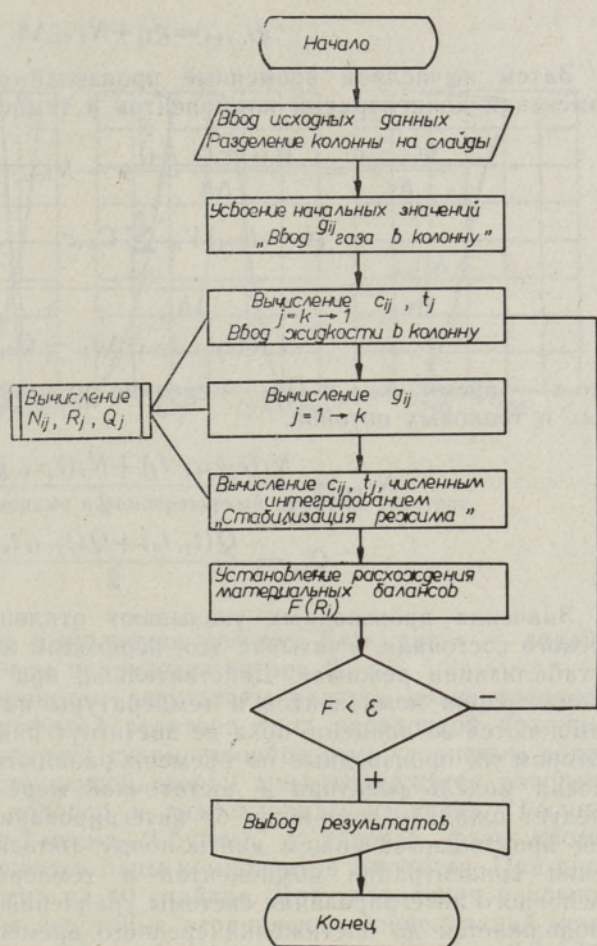 Начало
Ввод исходных данных
Разделение колонны на слайды
Усвоение начальных значений
gij
„Ввод газа в колонну"
Вычисление cij , tj
j = k → 1
Ввод жидкости в колонну
Вычисление
Nij , Rj , Qj
Вычисление gij
j = 1 → k
Вычисление cij , tj, численным
интегрированием
„Стабилизация режима"
Установление расхождения
материальных балансов
F(Ri)
F < ε
−
+
Вывод результатов
Конец